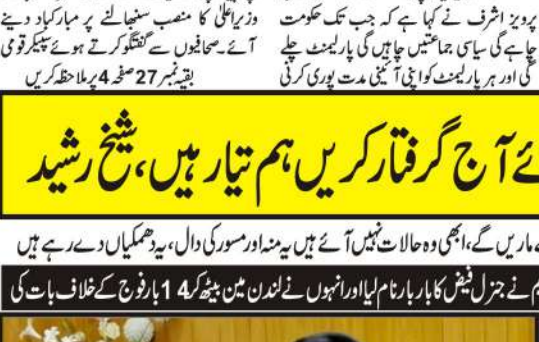 پرویز اشرف نے کہا ہے کہ جب تک حکومت
چاہے گی سیاسی جماعتیں چاہیں گی پارلیمنٹ چلے
گی اور ہر پارلیمنٹ کو اپنی آئینی مدت پوری کرنی
وزیراعلیٰ کا منصب سنبھالنے پر مبارکباد دینے
آئے۔صحافیوں سے گفتگو کرتے ہوئے سپیکر قومی
بقیہ نمبر 27 صفحہ 4 پر ملاحظہ کریں
ئے آج گرفتار کریں ہم تیار ہیں، شیخ رشید
ماریں گے، ابھی وہ حالات نہیں آئے ہیں یہ منہ اور مسور کی دال، یہ دھمکیاں دے رہے ہیں
م نے جنرل فیض کا بار بار نام لیا اور انہوں نے لندن مین بیٹھ کر 14 بار فوج کے خلاف بات کی